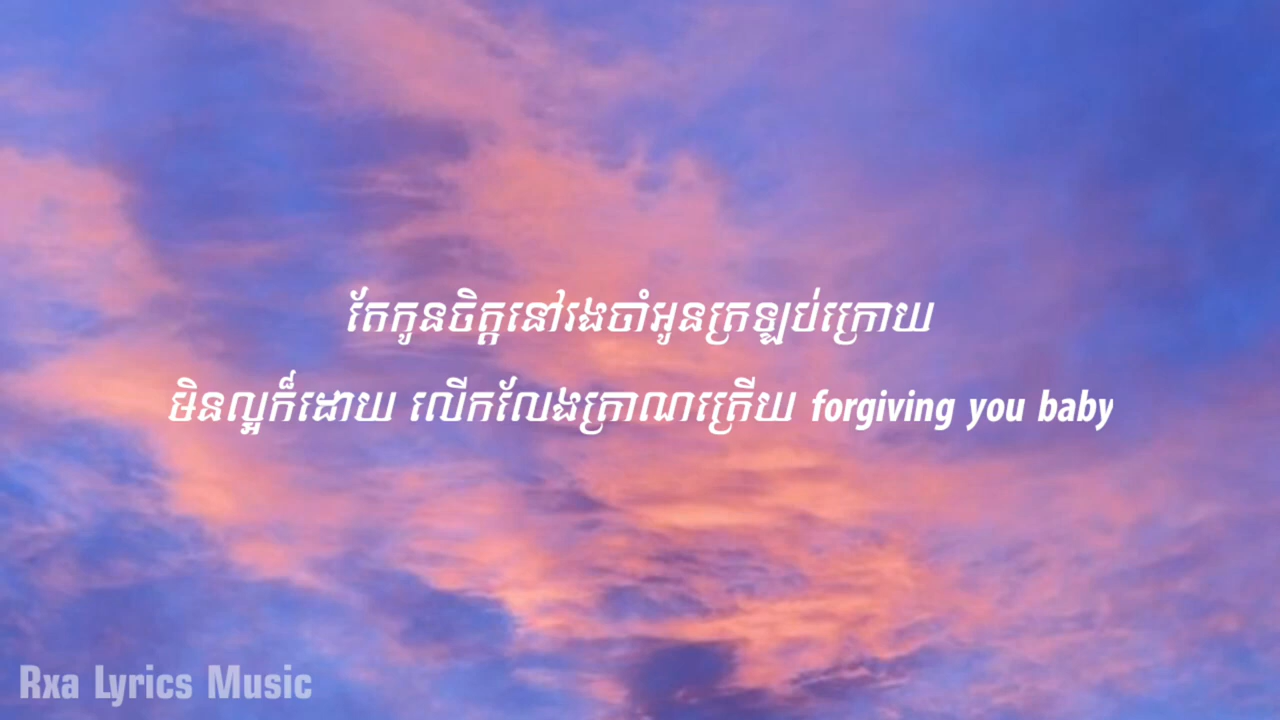 តែកូនចិត្តនៅរងចាំអូនត្រឡប់ក្រោយ
មិនល្អក៏ដោយ លើកលែងគ្រាណត្រើយ forgiving you baby
Rxa Lyrics Music